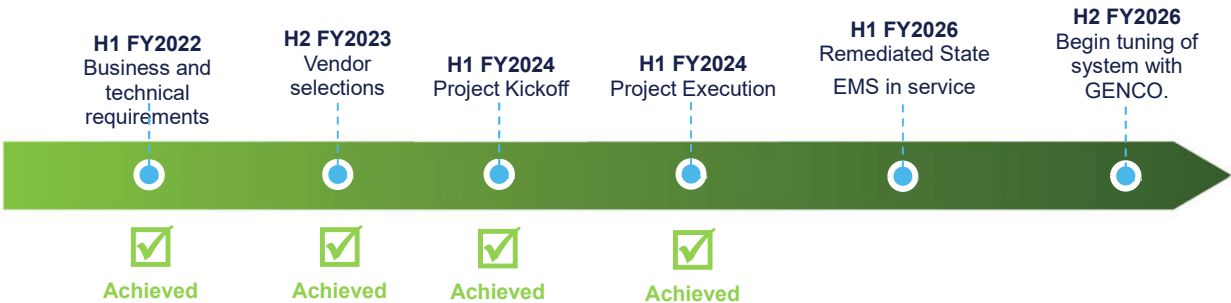 H1 FY2022
Business and
technical
requirements
H2 FY2023
Vendor
selections
H1 FY2024
Project Kickoff
H1 FY2024
Project Execution
H1 FY2026
Remediated State
EMS in service
H2 FY2026
Begin tuning of
system with
GENCO.
Achieved
Achieved
Achieved
Achieved